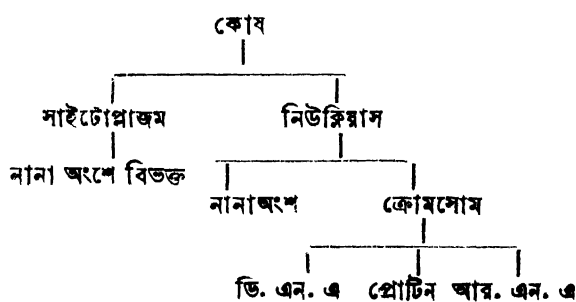 কোষ
সাইটোপ্লাজম নিউক্লিয়াস
নানা অংশে বিভক্ত
নানাঅংশ ক্রোমসোম
ডি. এন. এ প্রোটিন আর. এন. এ